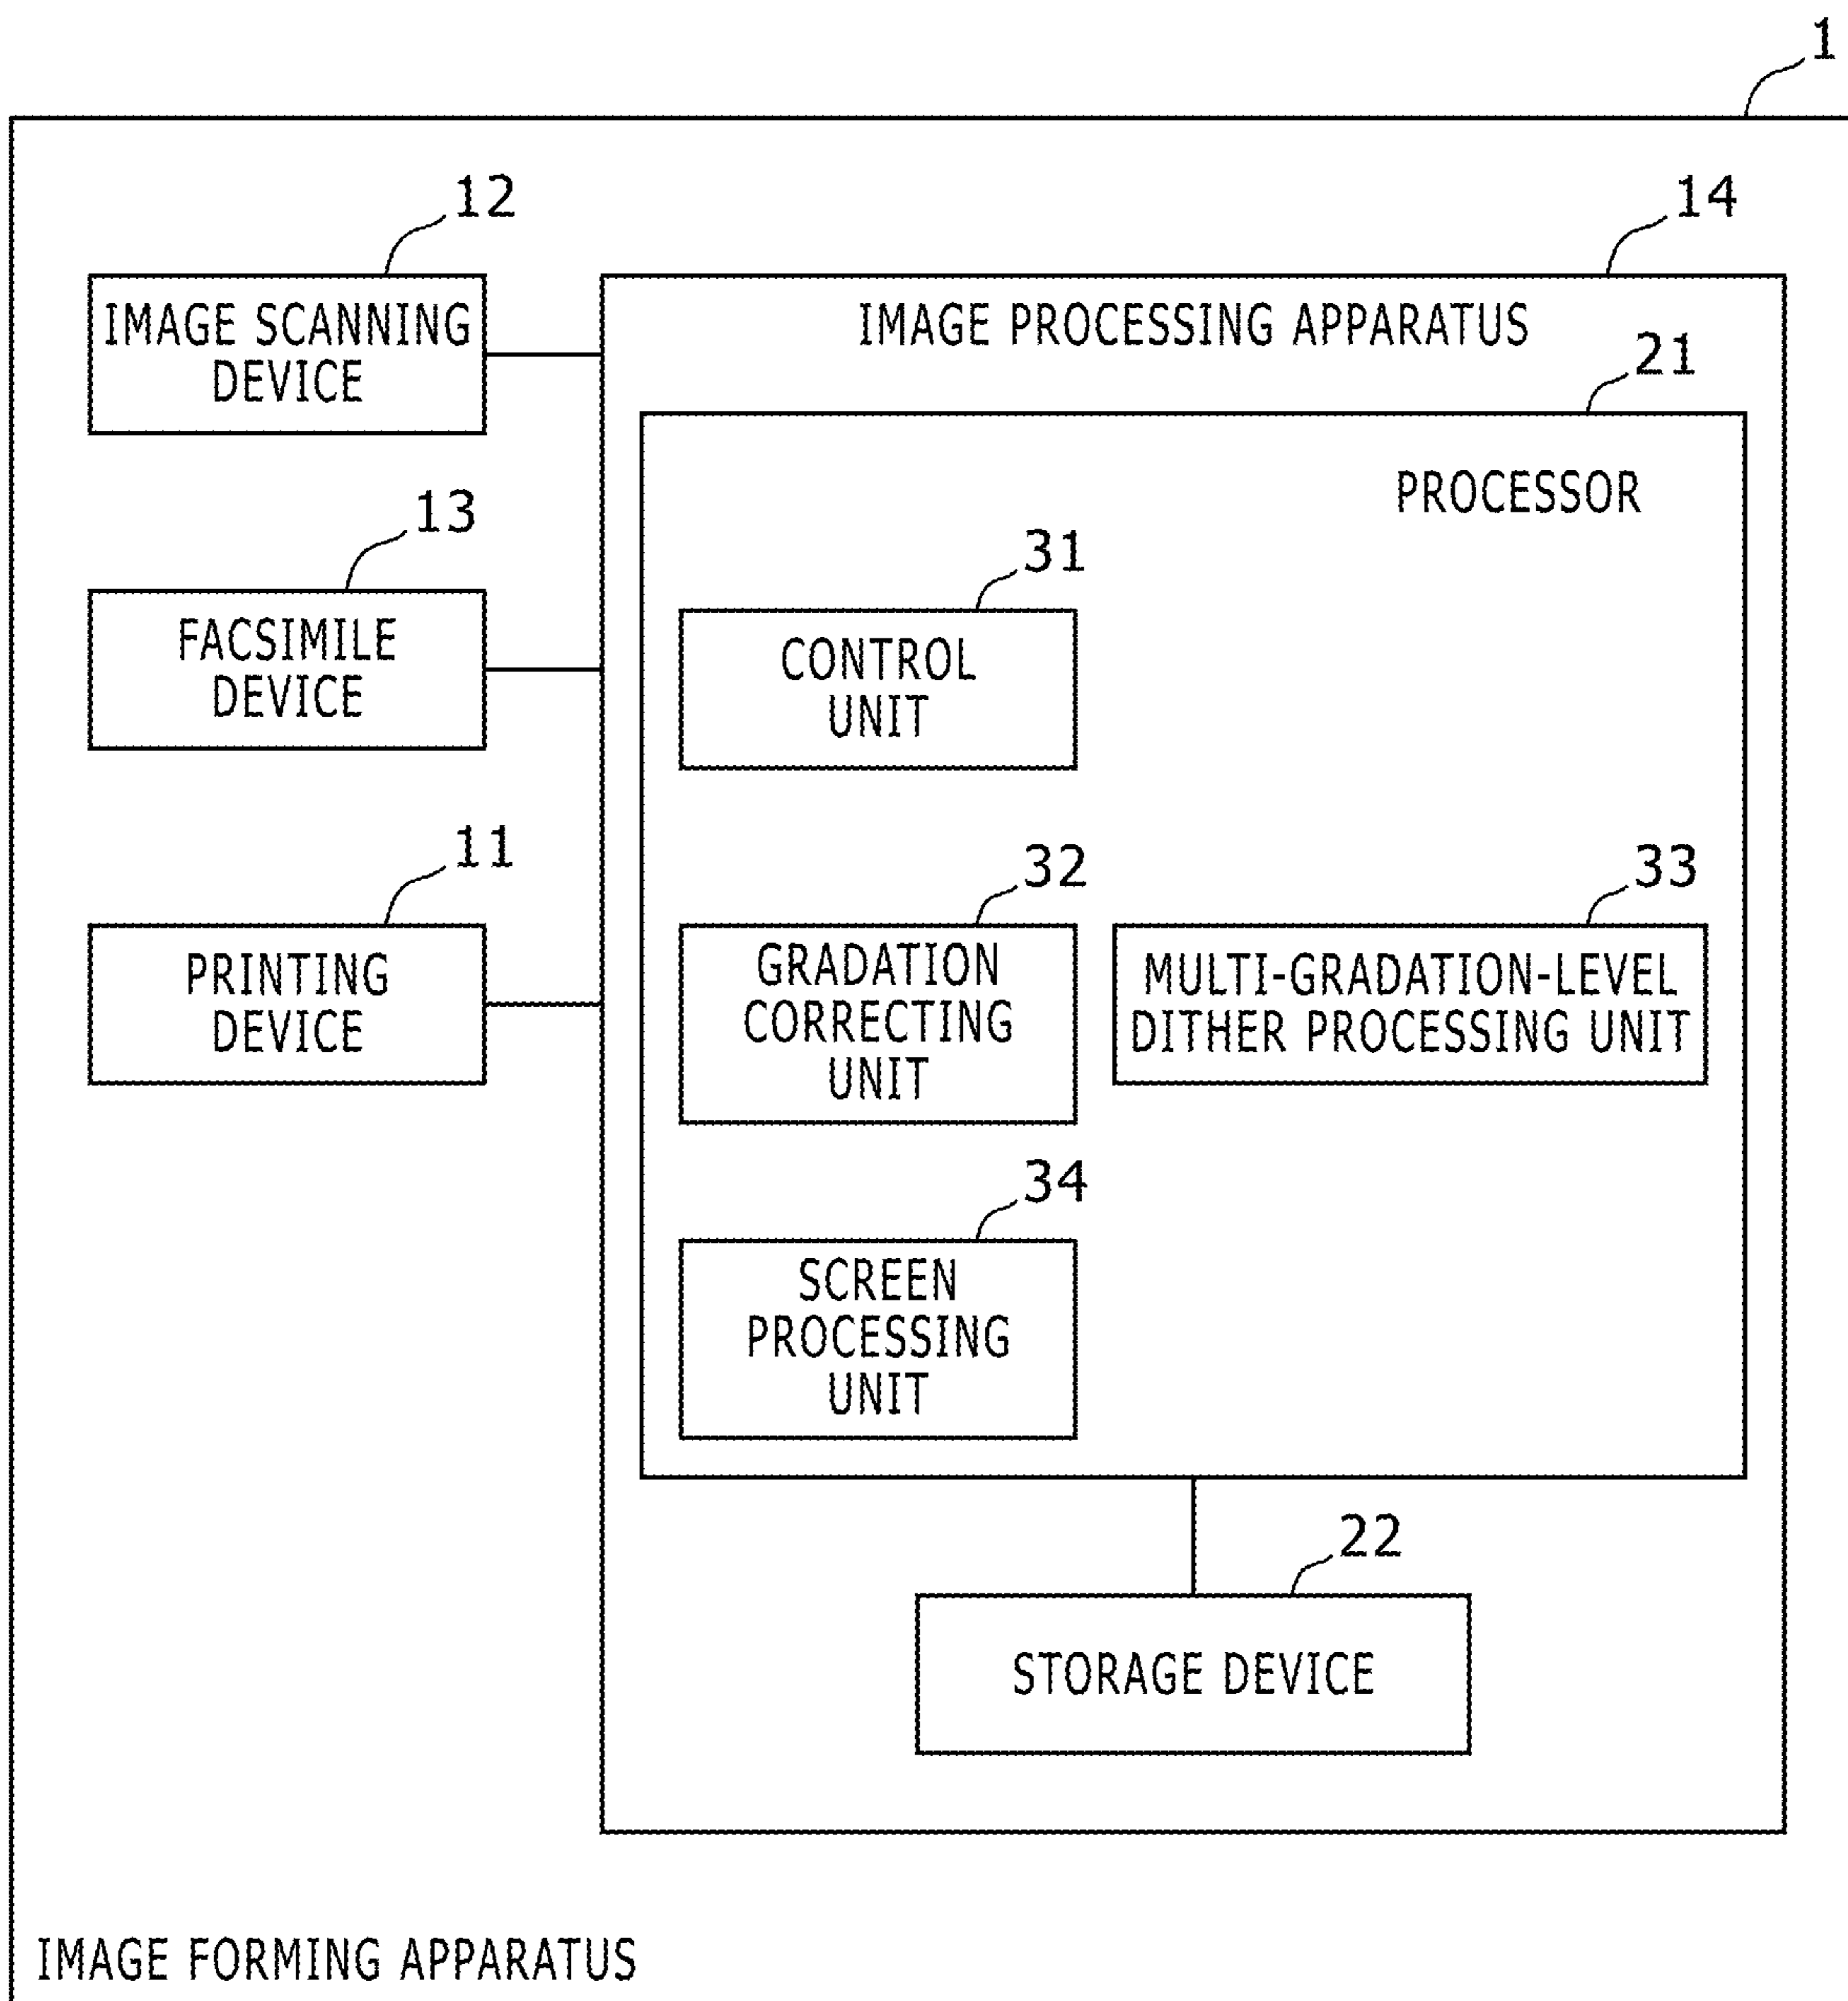 1
12
14
IMAGE SCANNING
DEVICE
IMAGE PROCESSING APPARATUS
21
PROCESSOR
13
FACSIMILE
DEVICE
31
CONTROL
UNIT
11
PRINTING
DEVICE
32
GRADATION
CORRECTING
UNIT
33
MULTI-GRADATION-LEVEL
DITHER PROCESSING UNIT
34
SCREEN
PROCESSING
UNIT
22
STORAGE DEVICE
IMAGE FORMING APPARATUS